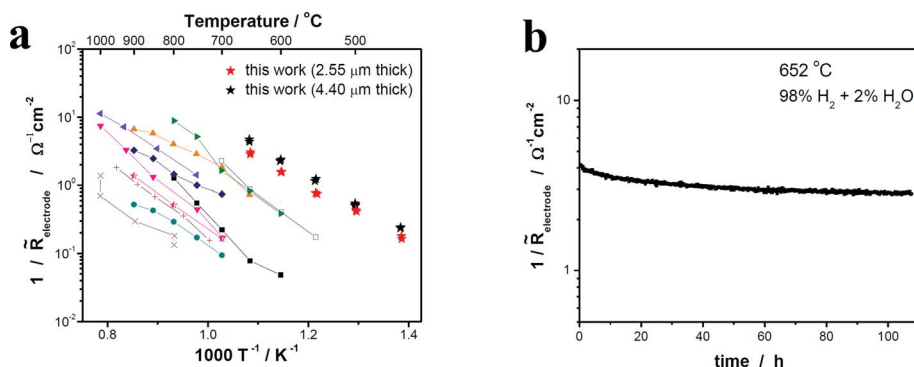 a
Temperature / °C
1000 900 800 700 600 500
10²
10¹
10⁰
10⁻¹
10⁻²
1 / R̃electrode / Ω⁻¹cm⁻²
★ this work (2.55 μm thick)
★ this work (4.40 μm thick)
0.8 1.0 1.2 1.4
1000 T⁻¹ / K⁻¹
b
652 °C
98% H₂ + 2% H₂O
10
1
1 / R̃electrode / Ω⁻¹cm⁻²
0 20 40 60 80 100
time / h